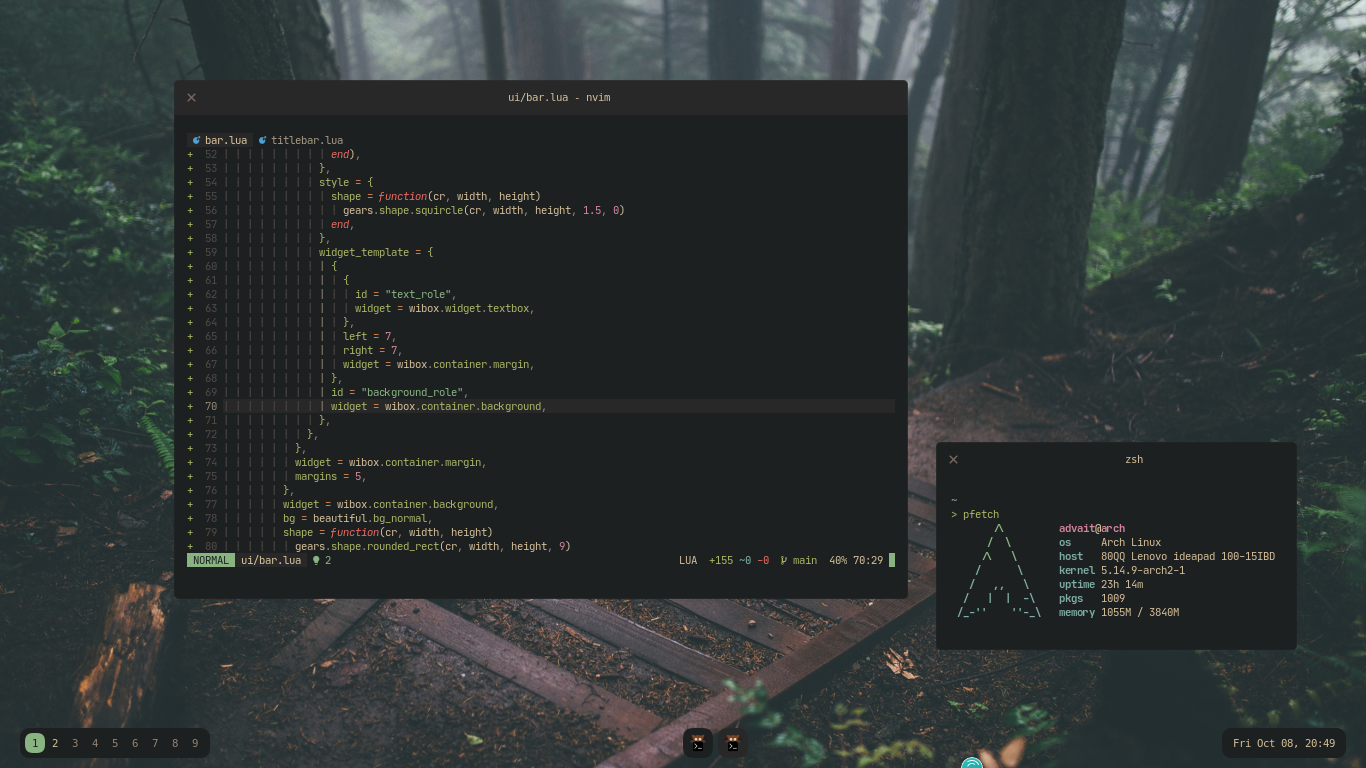 ui/bar.lua - nvim
bar.lua titlebar.lua
+ 52 end),
+ 53 },
+ 54 style = {
+ 55 shape = function(cr, width, height)
+ 56 gears.shape.squircle(cr, width, height, 1.5, 0)
+ 57 end,
+ 58 },
+ 59 widget_template = {
+ 60 {
+ 61 {
+ 62 id = "text_role",
+ 63 widget = wibox.widget.textbox,
+ 64 },
+ 65 left = 7,
+ 66 right = 7,
+ 67 widget = wibox.container.margin,
+ 68 },
+ 69 id = "background_role",
+ 70 widget = wibox.container.background,
+ 71 },
+ 72 },
+ 73 },
+ 74 widget = wibox.container.margin,
+ 75 margins = 5,
+ 76 },
+ 77 widget = wibox.container.background,
+ 78 bg = beautiful.bg_normal,
+ 79 shape = function(cr, width, height)
+ 80 gears.shape.rounded_rect(cr, width, height, 9)
NORMAL ui/bar.lua 2 LUA +155 ~0 -0 main 40% 70:29
zsh
~
> pfetch
advait@arch
os Arch Linux
host 80QQ Lenovo ideapad 100-15IBD
kernel 5.14.9-arch2-1
uptime 23h 14m
pkgs 1009
memory 1055M / 3840M
1 2 3 4 5 6 7 8 9
Fri Oct 08, 20:49